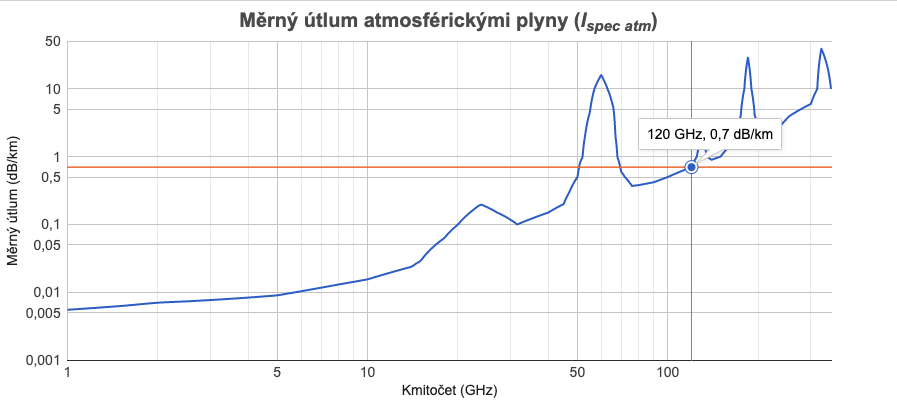 Měrný útlum atmosférickými plyny (I spec atm)
50
10
5
1
0,5
0,1
0,05
0,01
0,005
0,001
Měrný útlum (dB/km)
120 GHz, 0,7 dB/km
1 5 10 50 100
Kmitočet (GHz)